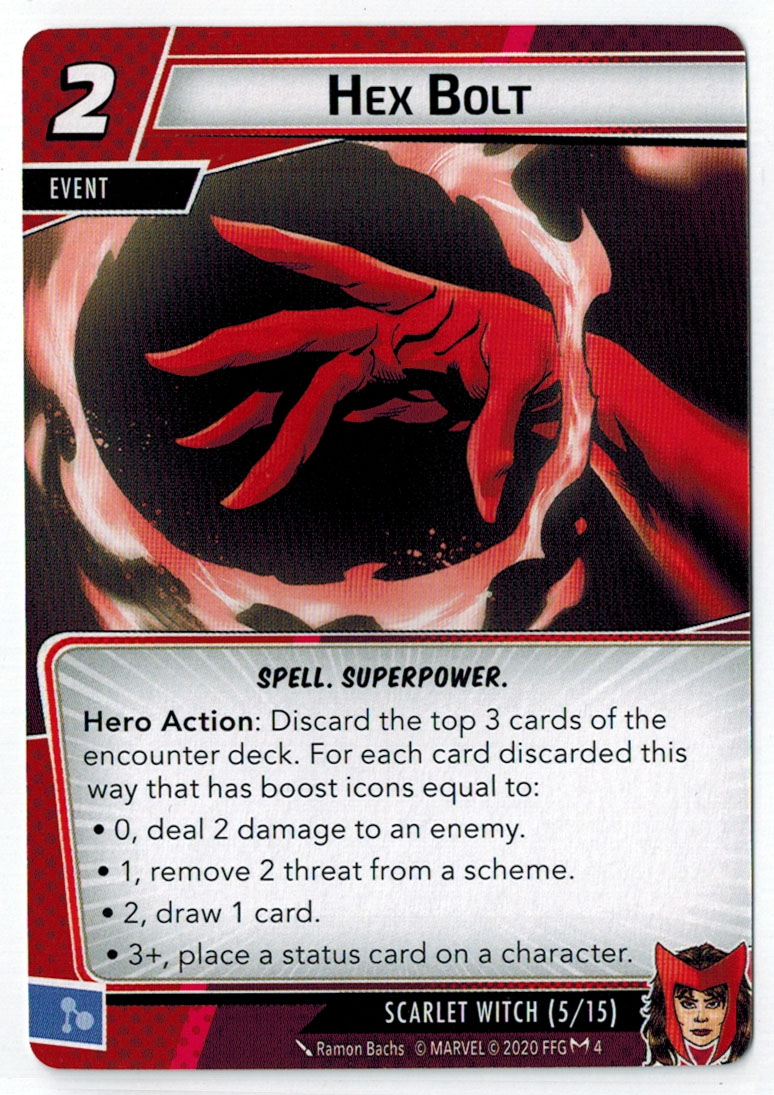 2
HEX BOLT
EVENT
SPELL. SUPERPOWER.
Hero Action: Discard the top 3 cards of the
encounter deck. For each card discarded this
way that has boost icons equal to:
• 0, deal 2 damage to an enemy.
• 1, remove 2 threat from a scheme.
• 2, draw 1 card.
• 3+, place a status card on a character.
SCARLET WITCH (5/15)
Ramon Bachs © MARVEL © 2020 FFG 4